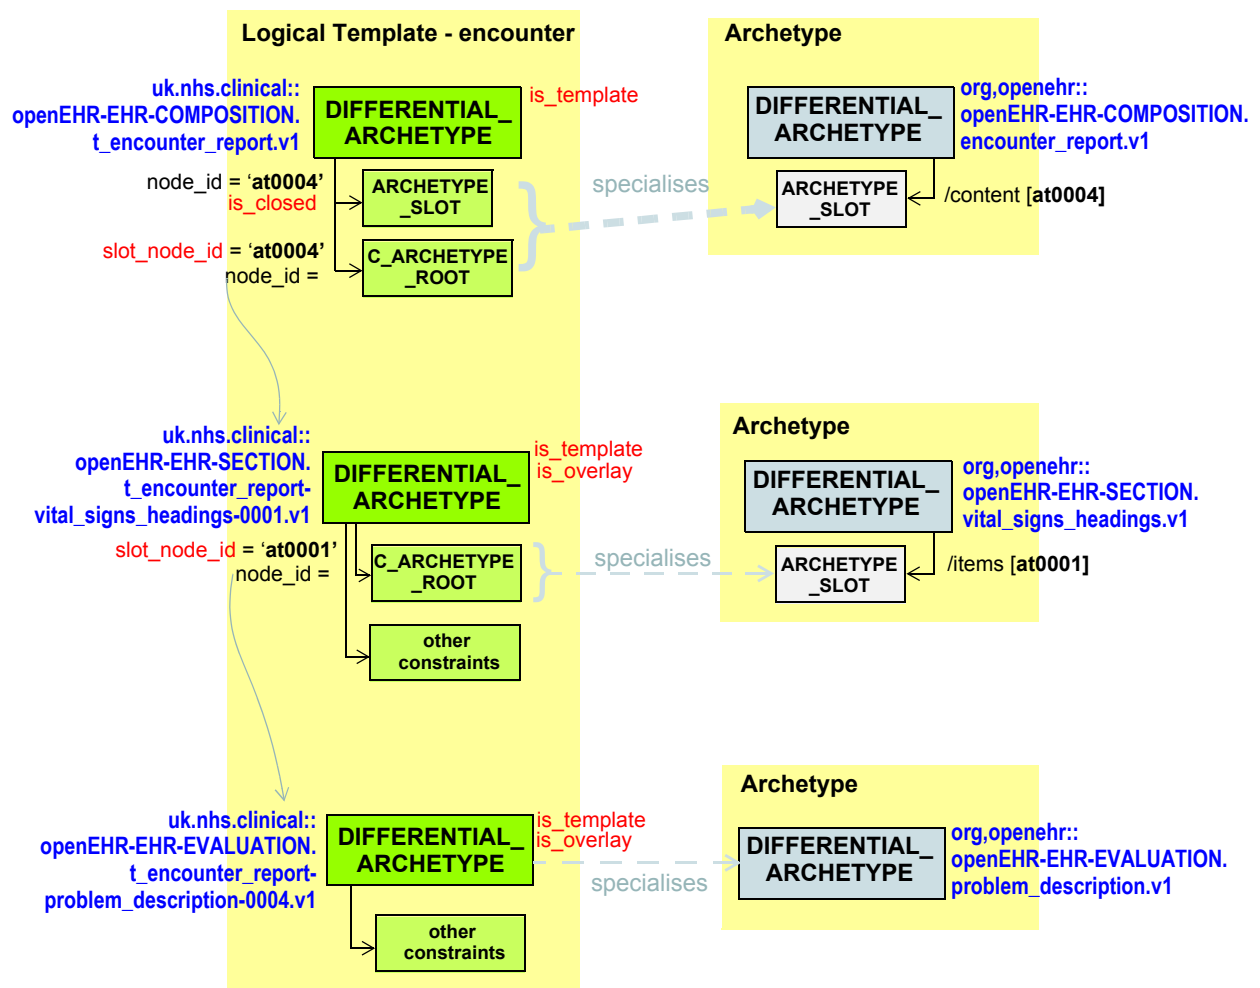 Logical Template - encounter
Archetype
uk.nhs.clinical::
openEHR-EHR-COMPOSITION.
t_encounter_report.v1
DIFFERENTIAL_
ARCHETYPE
is_template
DIFFERENTIAL_
ARCHETYPE
org,openehr::
openEHR-EHR-COMPOSITION.
encounter_report.v1
node_id = ‘at0004’
is_closed
ARCHETYPE
_SLOT
specialises
ARCHETYPE
_SLOT
/content [at0004]
slot_node_id = ‘at0004’
node_id =
C_ARCHETYPE
_ROOT
Archetype
uk.nhs.clinical::
openEHR-EHR-SECTION.
t_encounter_report-
vital_signs_headings-0001.v1
DIFFERENTIAL_
ARCHETYPE
is_template
is_overlay
DIFFERENTIAL_
ARCHETYPE
org,openehr::
openEHR-EHR-SECTION.
vital_signs_headings.v1
slot_node_id = ‘at0001’
node_id =
C_ARCHETYPE
_ROOT
specialises
ARCHETYPE
_SLOT
/items [at0001]
other
constraints
Archetype
uk.nhs.clinical::
openEHR-EHR-EVALUATION.
t_encounter_report-
problem_description-0004.v1
DIFFERENTIAL_
ARCHETYPE
is_template
is_overlay
specialises
DIFFERENTIAL_
ARCHETYPE
org,openehr::
openEHR-EHR-EVALUATION.
problem_description.v1
other
constraints